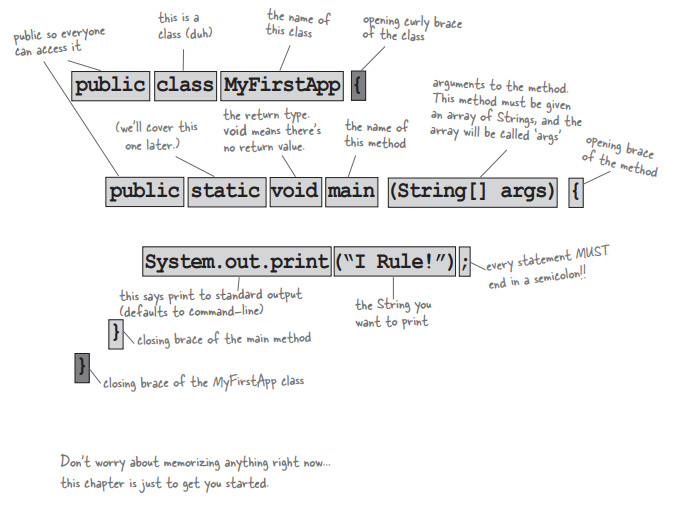 public so everyone
can access it
this is a
class (duh)
the name of
this class
opening curly brace
of the class
public class MyFirstApp {
(we'll cover this
one later.)
the return type.
void means there's
no return value.
the name of
this method
arguments to the method.
This method must be given
an array of Strings, and the
array will be called 'args'
opening brace
of the method
public static void main (String[] args) {
System.out.print(“I Rule!”);
every statement MUST
end in a semicolon!!
this says print to standard output
(defaults to command-line)
the String you
want to print
}
closing brace of the main method
}
closing brace of the MyFirstApp class
Don't worry about memorizing anything right now...
this chapter is just to get you started.